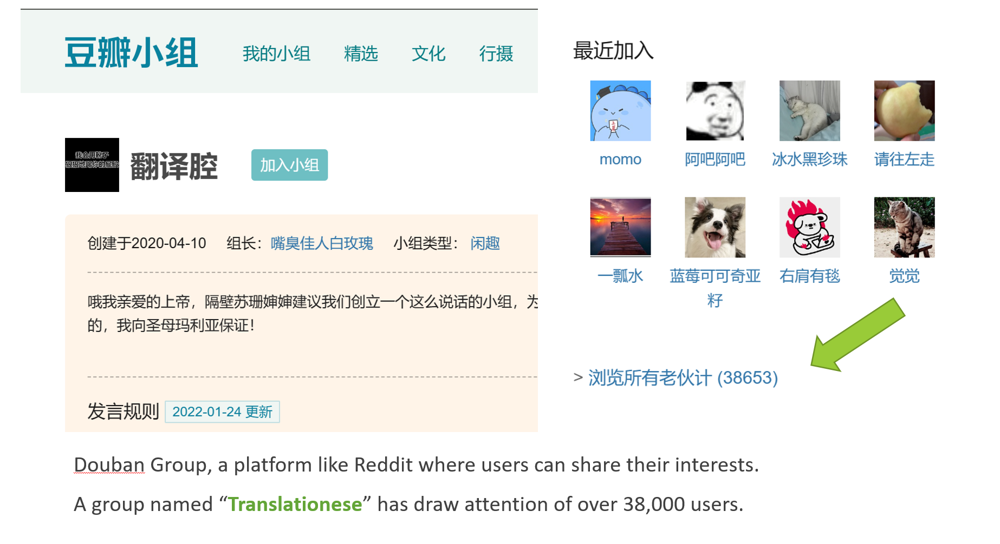 豆瓣小组 我的小组 精选 文化 行摄
我会用靴子
狠狠地踢你的屁股
翻译腔 加入小组
创建于2020-04-10 组长： 嘴臭佳人白玫瑰 小组类型： 闲趣
哦我亲爱的上帝，隔壁苏珊婶婶建议我们创立一个这么说话的小组，为
的，我向圣母玛利亚保证！
发言规则 2022-01-24 更新
最近加入
上岸
momo 阿吧阿吧 冰水黑珍珠 请往左走
一瓢水 蓝莓可可奇亚籽 右肩有毯 觉觉
> 浏览所有老伙计 (38653)
Douban Group, a platform like Reddit where users can share their interests.
A group named “Translationese” has draw attention of over 38,000 users.